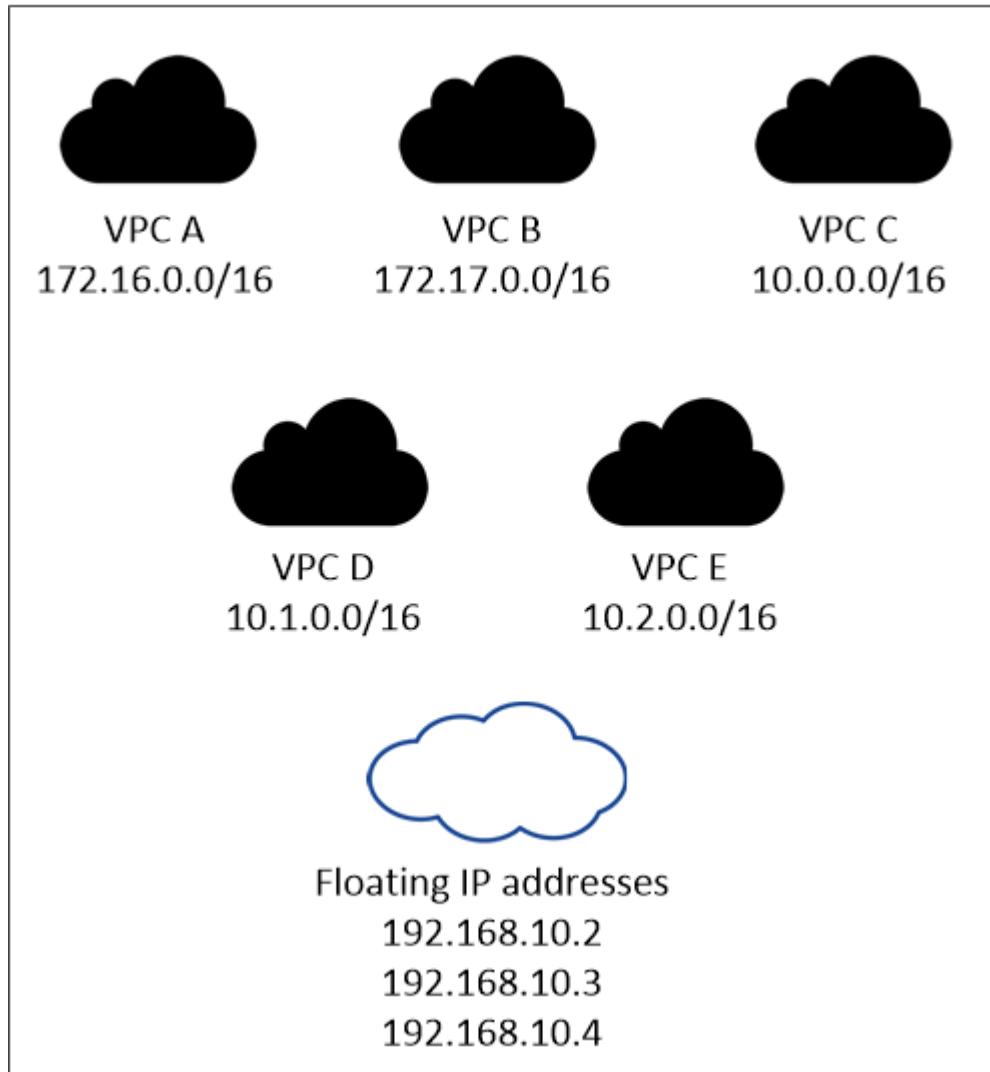 VPC A
172.16.0.0/16
VPC B
172.17.0.0/16
VPC C
10.0.0.0/16
VPC D
10.1.0.0/16
VPC E
10.2.0.0/16
Floating IP addresses
192.168.10.2
192.168.10.3
192.168.10.4